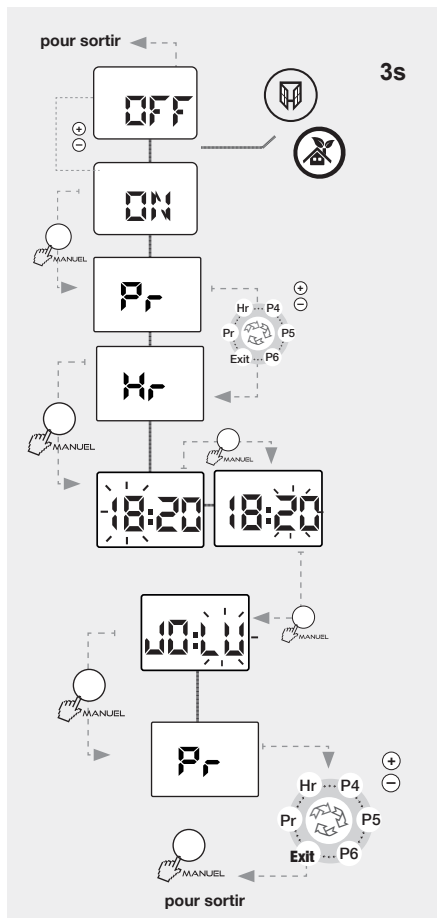 pour sortir
3s
OFF
+
−
ON
MANUEL
Pr
+
−
Hr P4
Pr P5
Exit P6
Hr
MANUEL
MANUEL
18:20 18:20
MANUEL
JO:LU
MANUEL
Pr
+
−
Hr P4
Pr P5
Exit P6
MANUEL
pour sortir